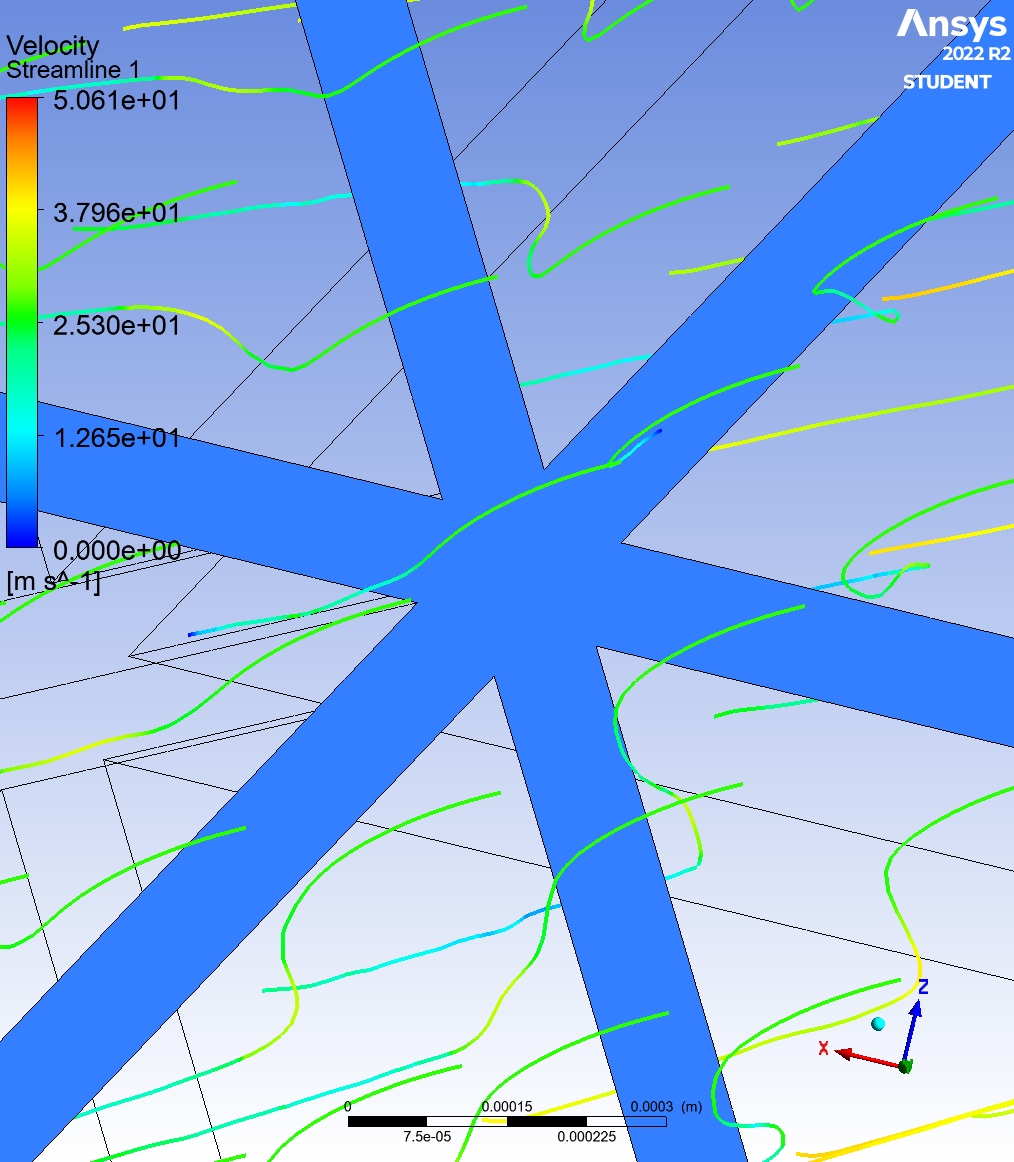 Ansys
2022 R2
STUDENT
Velocity
Streamline 1
5.061e+01
3.796e+01
2.530e+01
1.265e+01
0.000e+00
[m s^-1]
Z
X
0 0.00015 0.0003 (m)
7.5e-05 0.000225